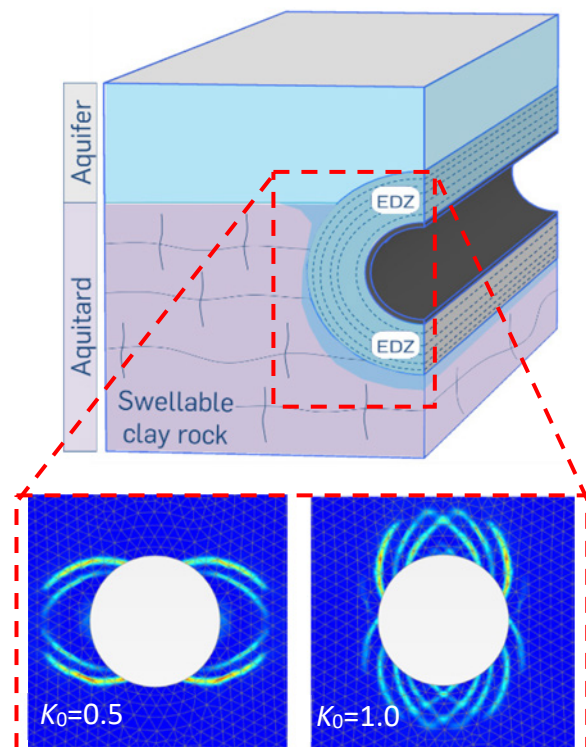 Aquifer
Aquitard
EDZ
EDZ
Swellable
clay rock
K₀=0.5
K₀=1.0